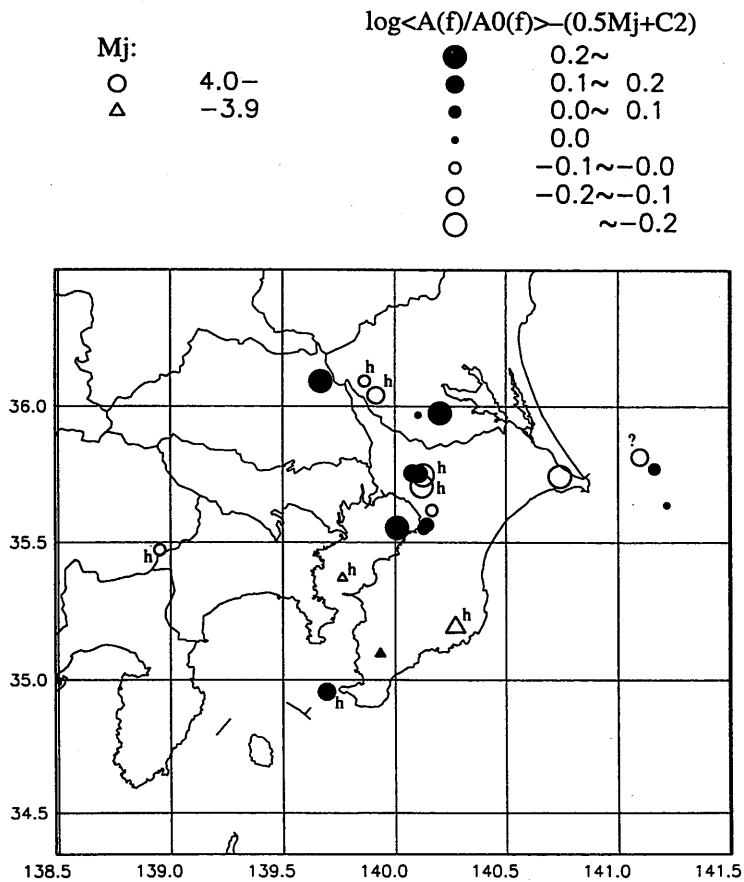 log<A(f)/A0(f)>–(0.5Mj+C2)
Mj:
4.0−
−3.9
0.2~
0.1~ 0.2
0.0~ 0.1
0.0
−0.1~−0.0
−0.2~−0.1
~−0.2
h
h
36.0
?
h
h
35.5
h
h
h
35.0
h
34.5
138.5 139.0 139.5 140.0 140.5 141.0 141.5